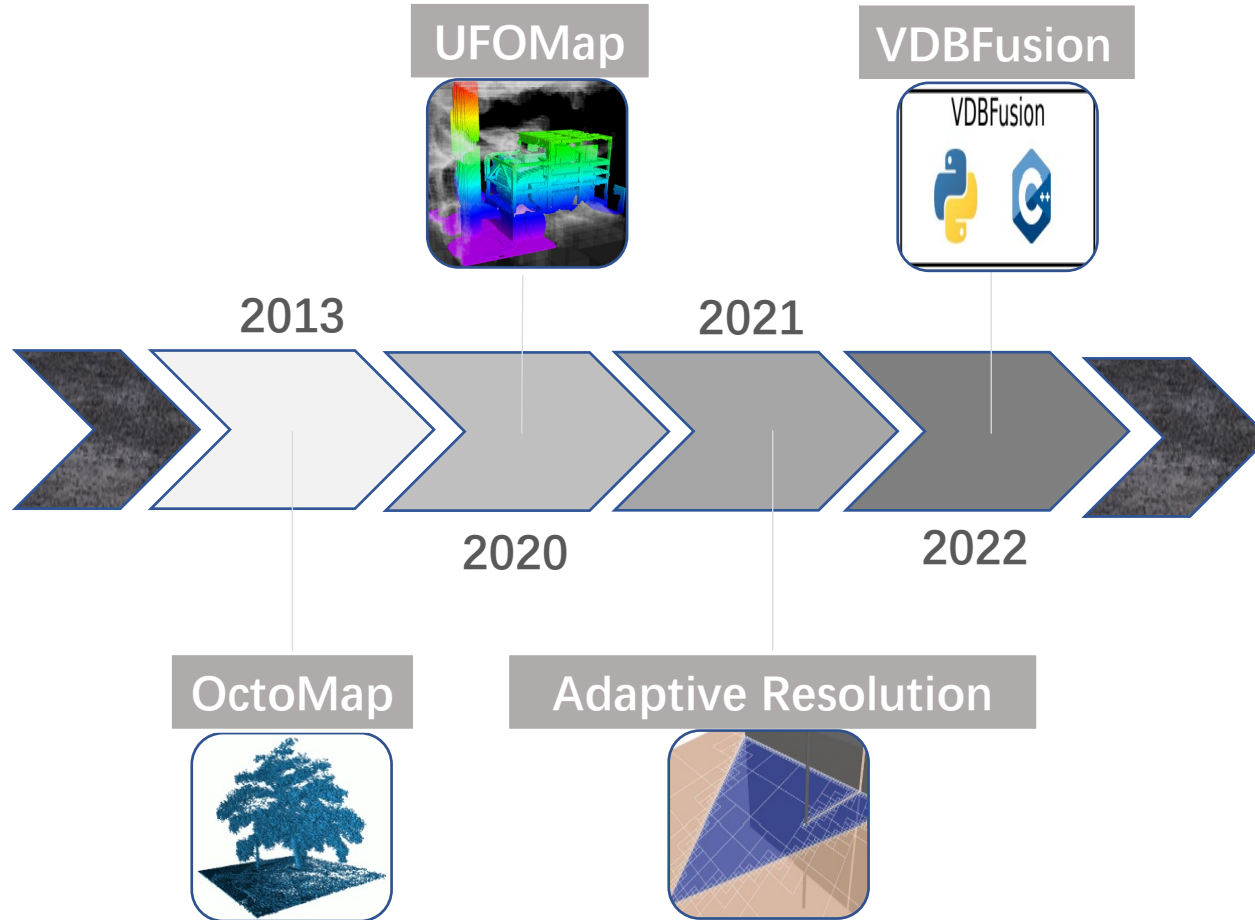 UFOMap
VDBFusion
VDBFusion
C++
2013
2021
2020
2022
OctoMap
Adaptive Resolution